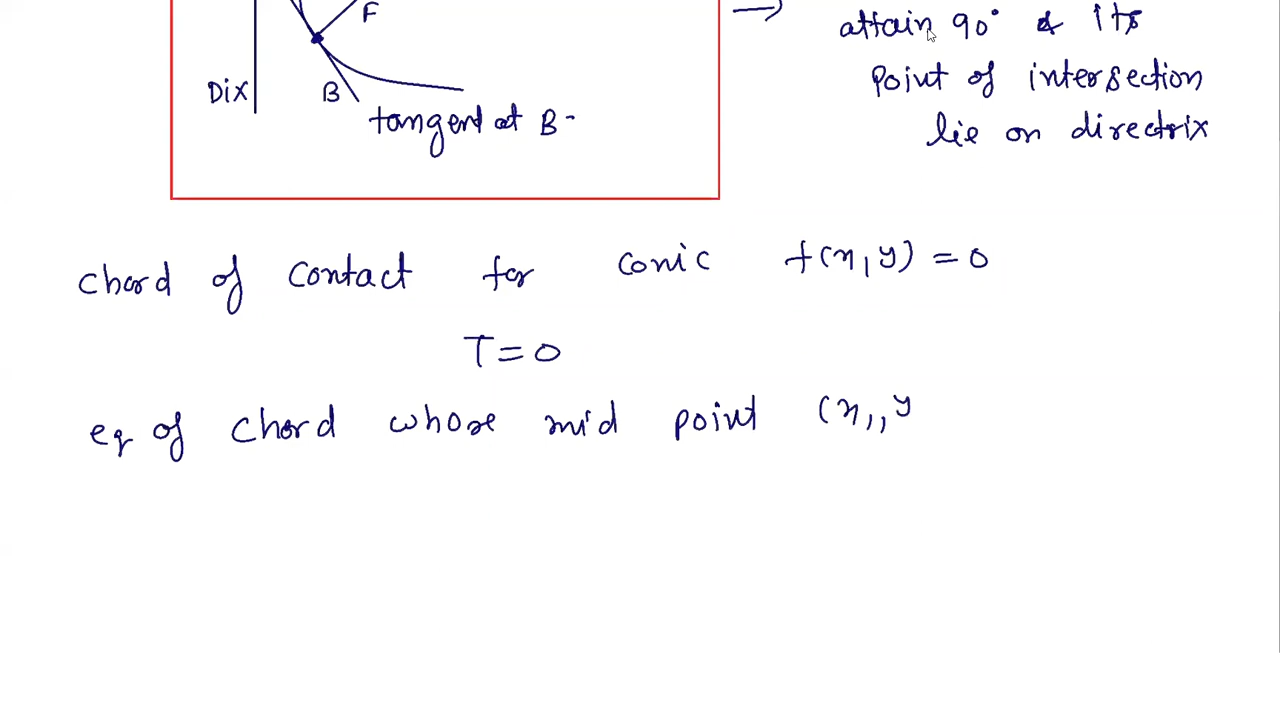 F
attain 90° & its
Dix B point of intersection
tangent at B
lie on directrix
chord of contact for conic f(x, y) = 0
T = 0
eq of chord whose mid point (x,, y